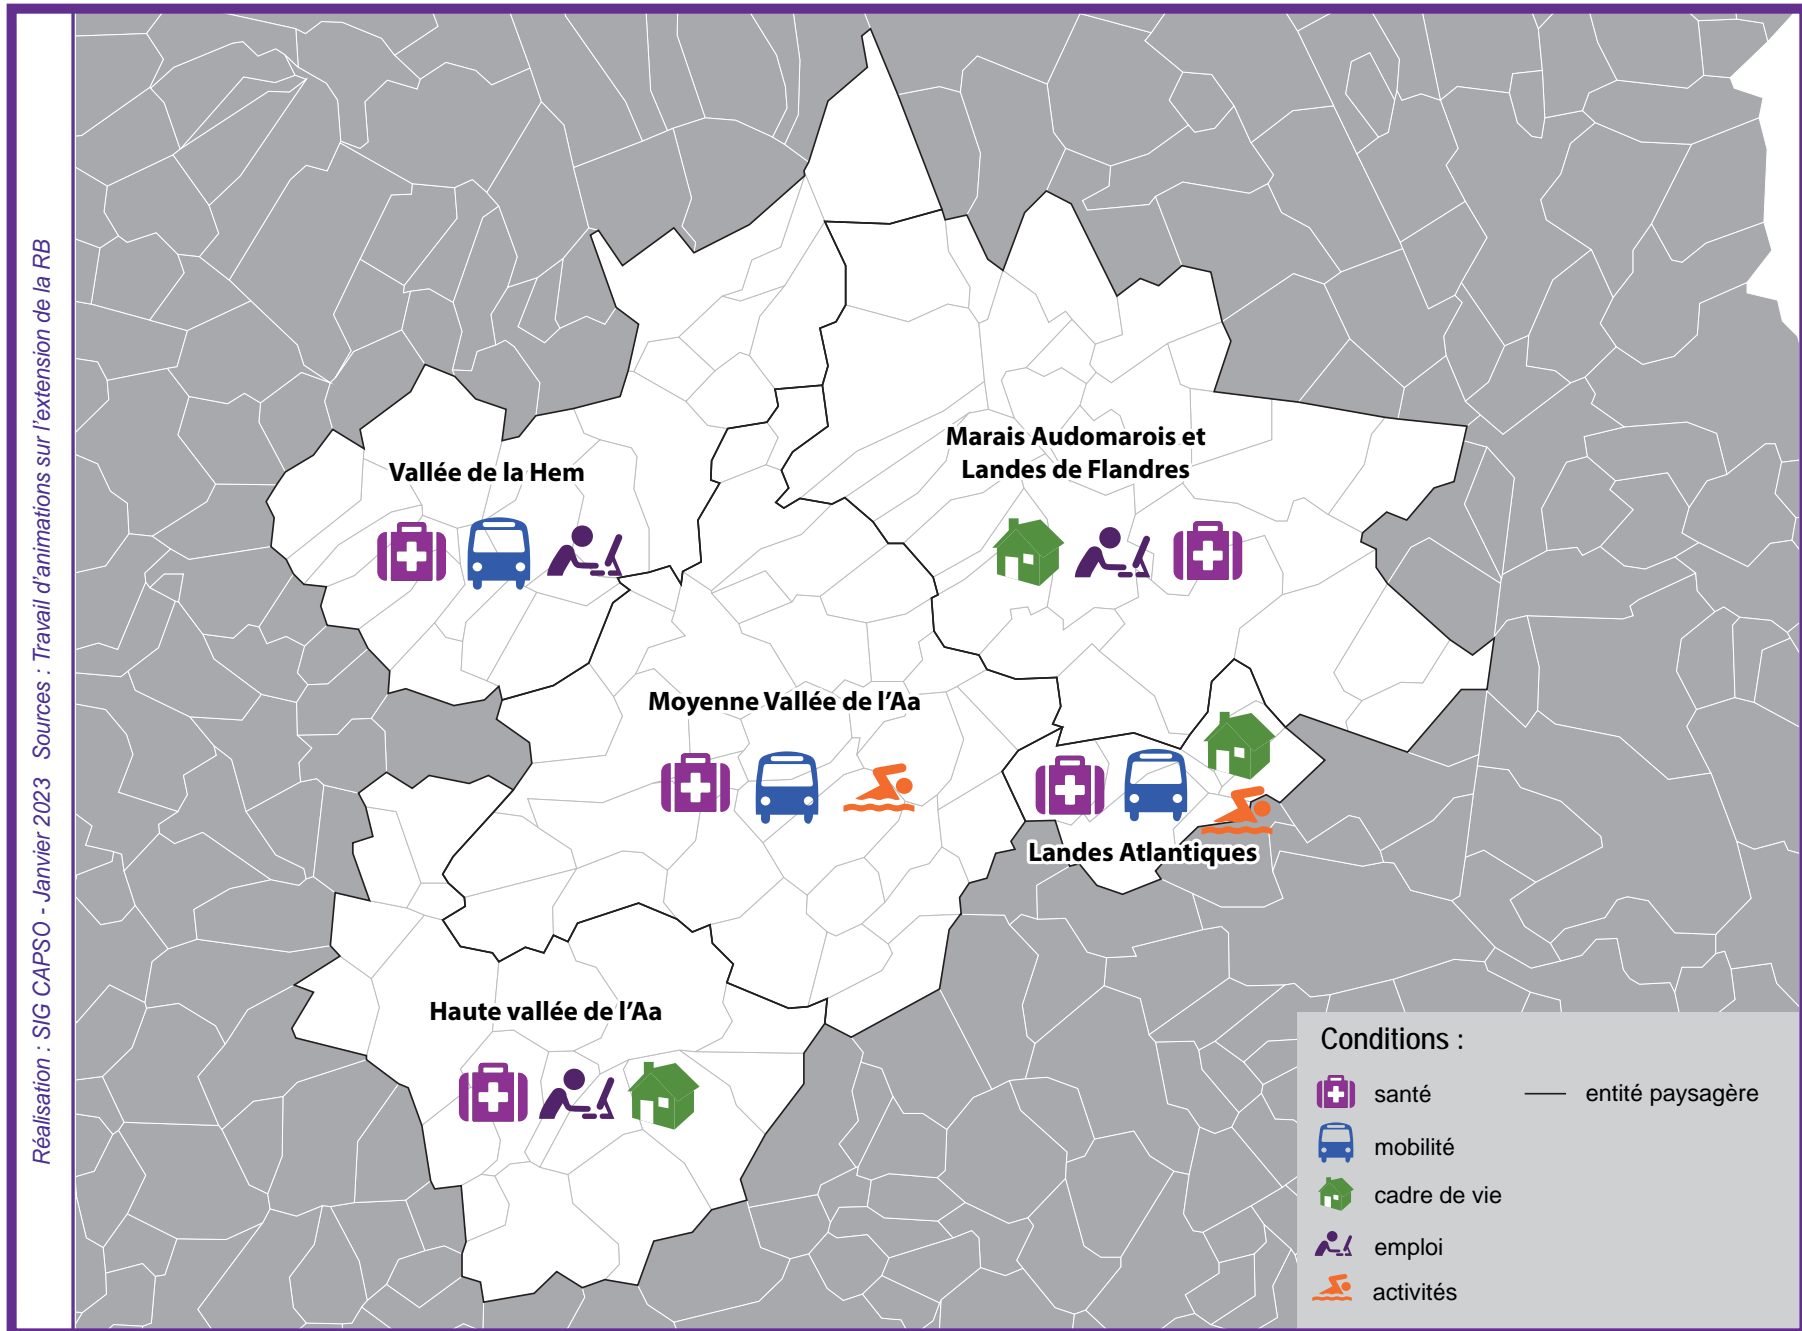 Réalisation : SIG CAPSO - Janvier 2023   Sources : Travail d'animations sur l'extension de la RB
Marais Audomarois et
Landes de Flandres
Vallée de la Hem
Moyenne Vallée de l'Aa
Landes Atlantiques
Haute vallée de l'Aa
Conditions :
santé
entité paysagère
mobilité
cadre de vie
emploi
activités